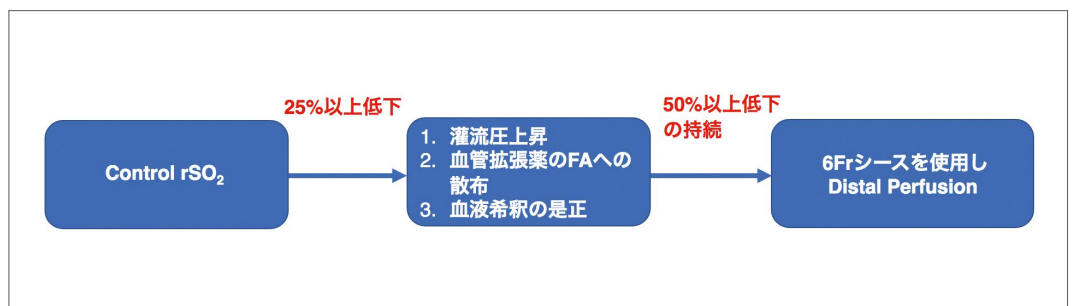 Control rSO₂
25%以上低下
1. 灌流圧上昇
2. 血管拡張薬のFAへの
散布
3. 血液希釈の是正
50%以上低下
の持続
6Frシースを使用し
Distal Perfusion